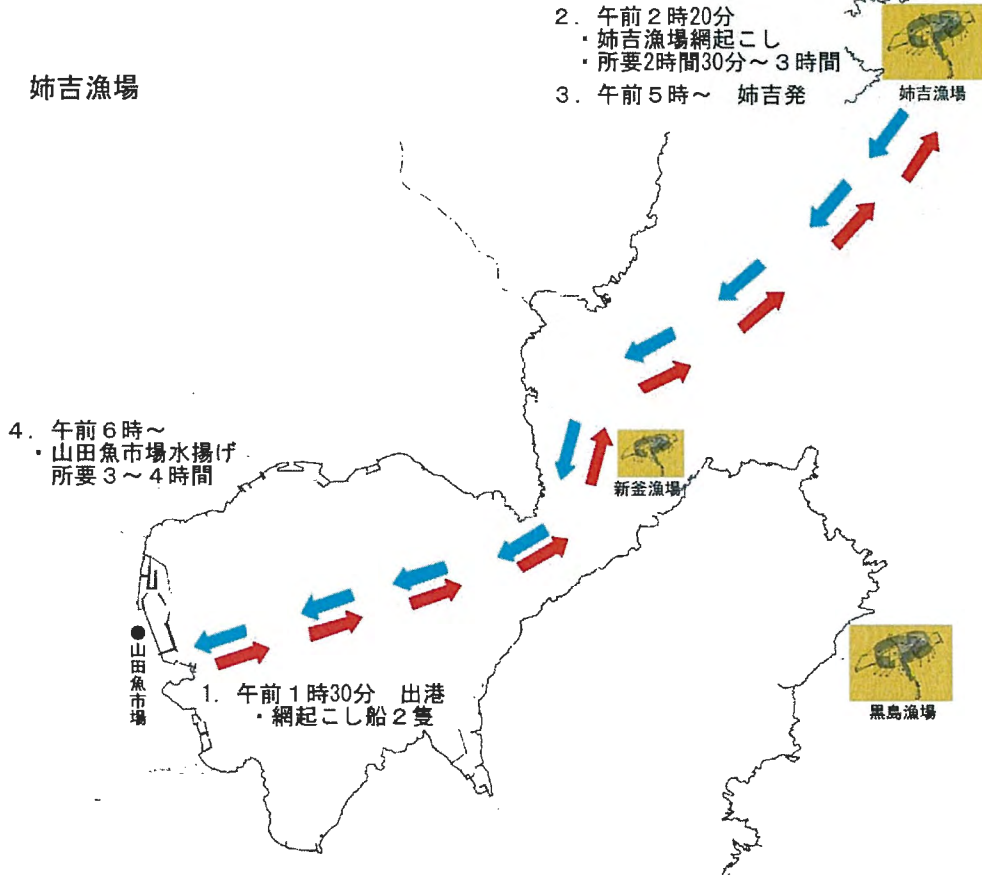 姉吉漁場
２．午前２時20分
・姉吉漁場網起こし
・所要2時間30分～３時間
３．午前５時～　姉吉発
姉吉漁場
４．午前６時～
・山田魚市場水揚げ
所要３～４時間
新釜漁場
●山田魚市場
１．午前１時30分　出港
・網起こし船２隻
黒島漁場